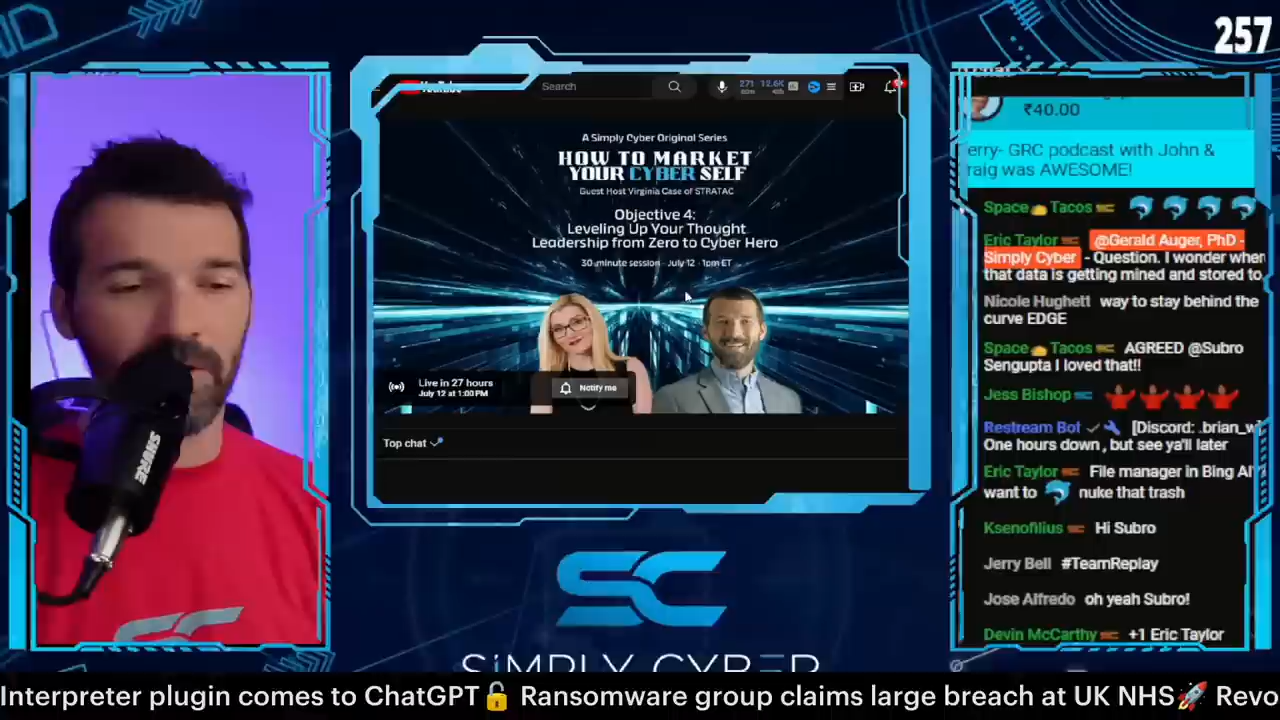 257
YouTube
Search
271
12.6K
60m
48h
A Simply Cyber Original Series
HOW TO MARKET
YOUR CYBER SELF
Guest Host Virginia Case of STRATAC
Objective 4:
Leveling Up Your Thought
Leadership from Zero to Cyber Hero
30-minute session - July 12 - 1pm ET
Live in 27 hours
July 12 at 1:00 PM
Notify me
Top chat
SHURE
SC
SIMPLY CYBER
₹40.00
erry- GRC podcast with John &
raig was AWESOME!
Space Tacos
Eric Taylor @Gerald Auger, PhD -
Simply Cyber - Question. I wonder when
that data is getting mined and stored to
Nicole Hughett way to stay behind the
curve EDGE
Space Tacos AGREED @Subro
Sengupta I loved that!!
Jess Bishop
Restream Bot [Discord: .brian_w
One hours down , but see ya'll later
Eric Taylor File manager in Bing AI
want to nuke that trash
Ksenofilius Hi Subro
Jerry Bell #TeamReplay
Jose Alfredo oh yeah Subro!
Devin McCarthy +1 Eric Taylor
Interpreter plugin comes to ChatGPT🔓 Ransomware group claims large breach at UK NHS🚀 Revo